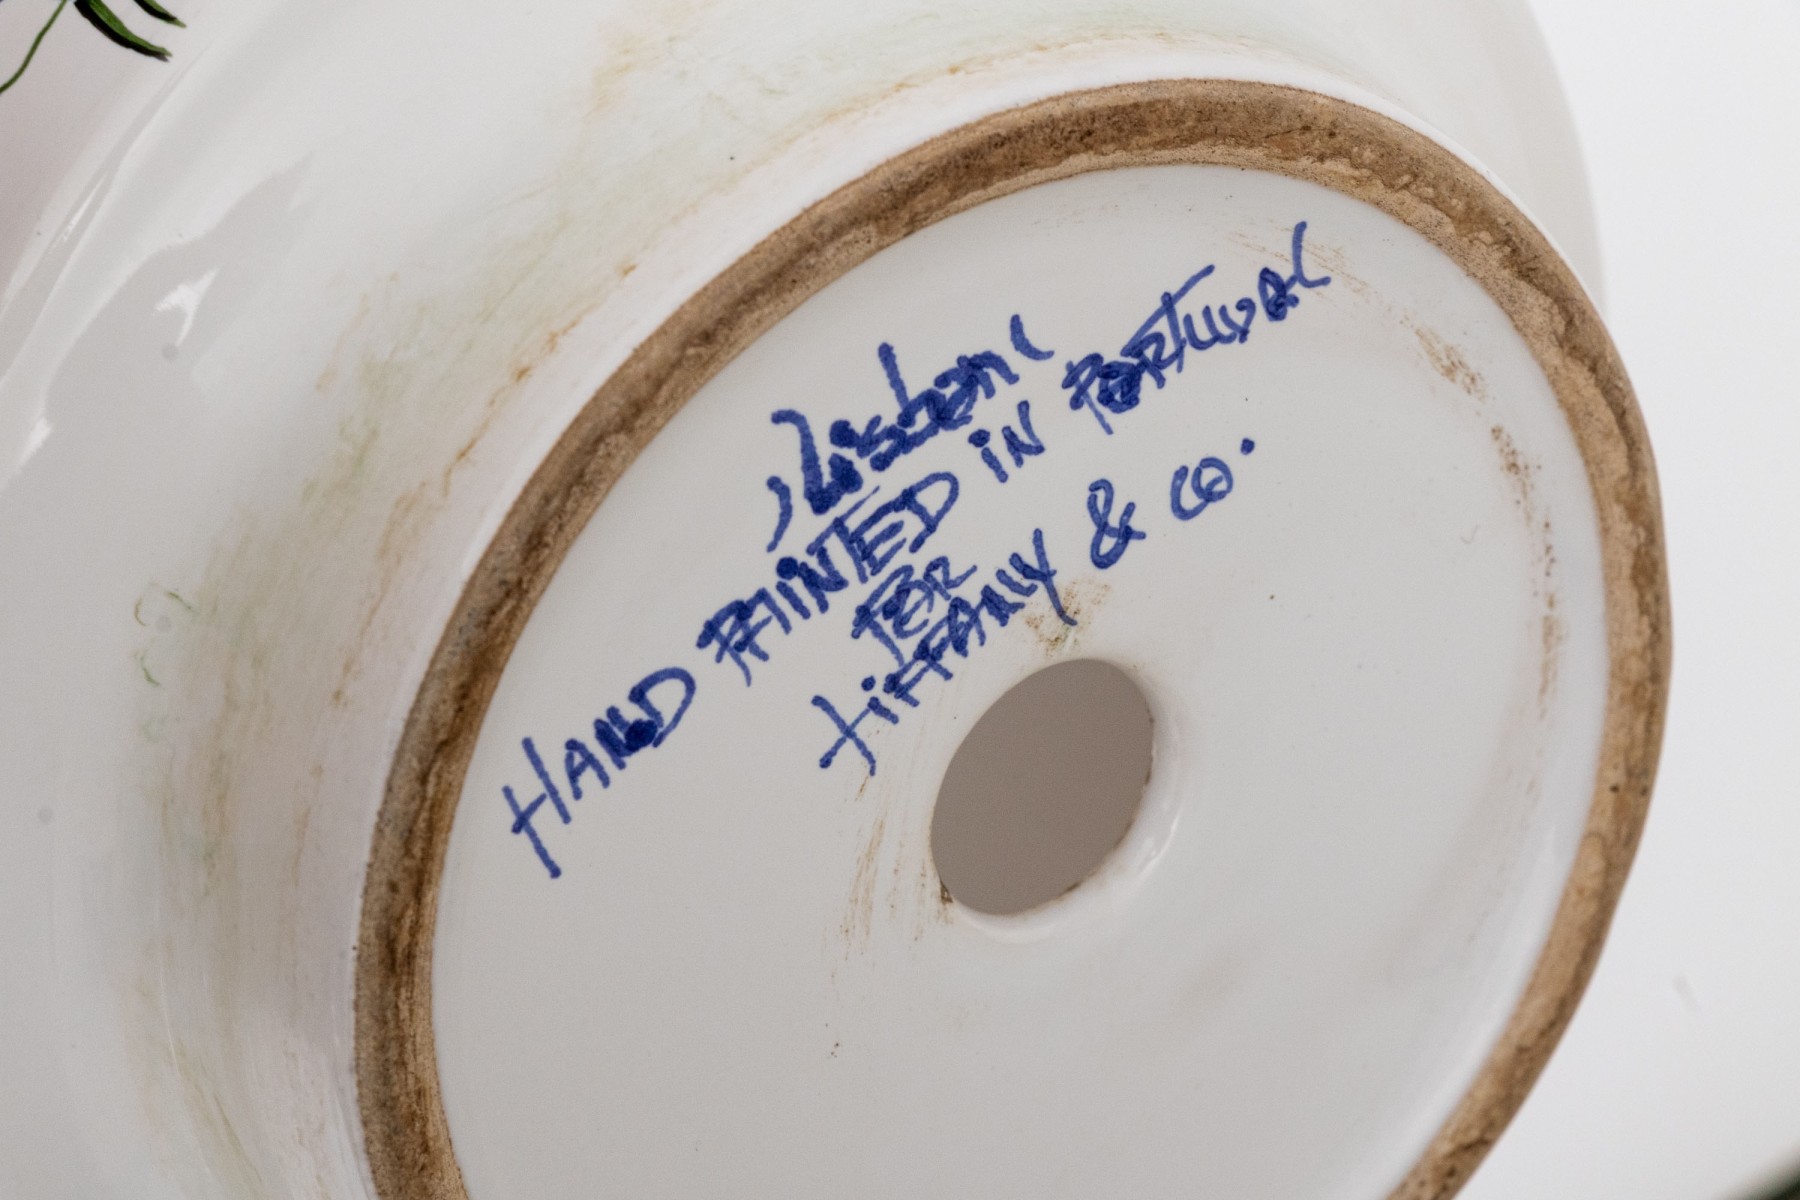 "Lisbon"
HAND PAINTED IN PORTUGAL
FOR
tiffany & CO.